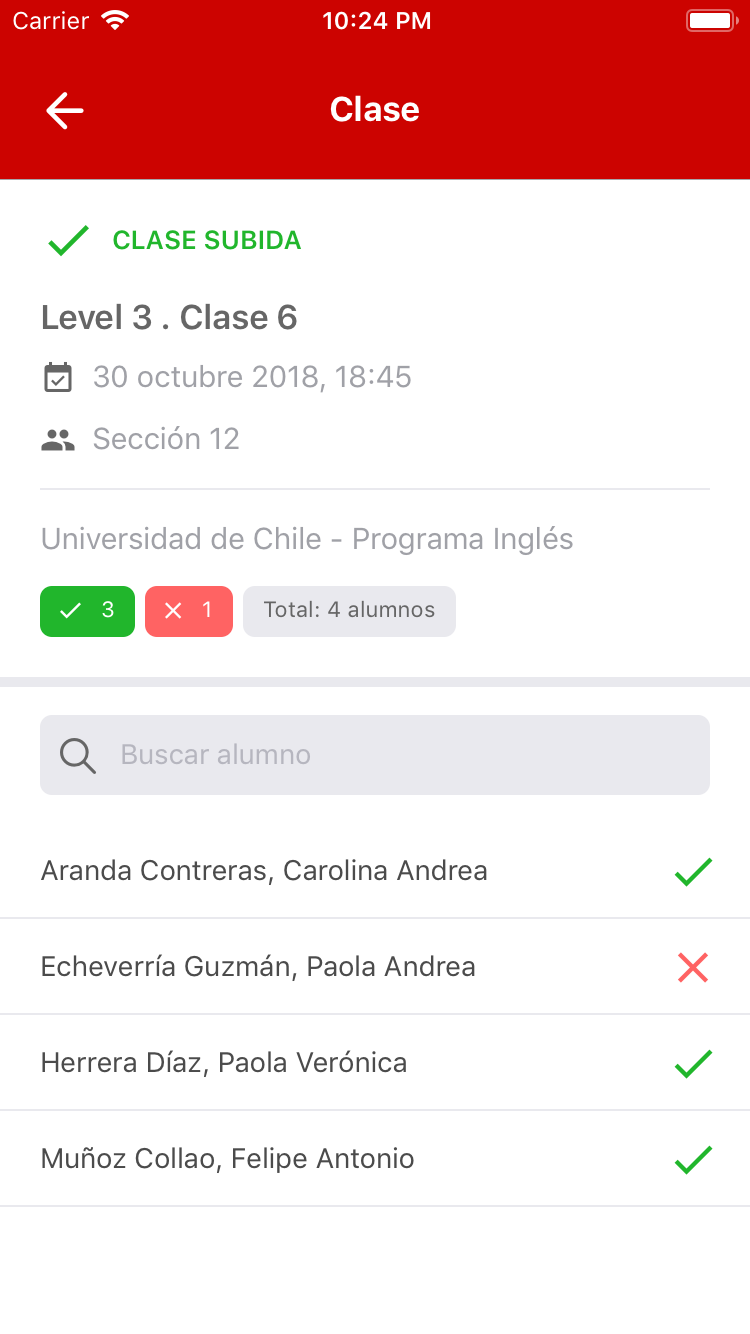 Carrier 10:24 PM
Clase
CLASE SUBIDA
Level 3 . Clase 6
30 octubre 2018, 18:45
Sección 12
Universidad de Chile - Programa Inglés
3 1 Total: 4 alumnos
Buscar alumno
Aranda Contreras, Carolina Andrea
Echeverría Guzmán, Paola Andrea
Herrera Díaz, Paola Verónica
Muñoz Collao, Felipe Antonio